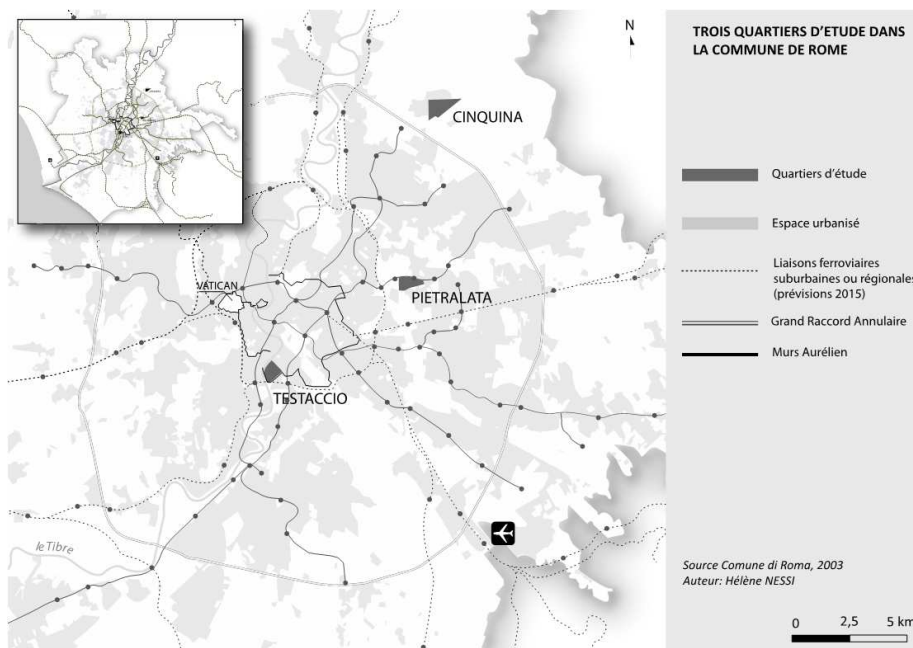 N
TROIS QUARTIERS D'ETUDE DANS
LA COMMUNE DE ROME
CINQUINA
Quartiers d'étude
Espace urbanisé
Liaisons ferroviaires
suburbaines ou régionales
(prévisions 2015)
VATICAN
PIETRALATA
Grand Raccord Annulaire
Murs Aurélien
TESTACCIO
le Tibre
Source Comune di Roma, 2003
Auteur: Hélène NESSI
0 2,5 5 km